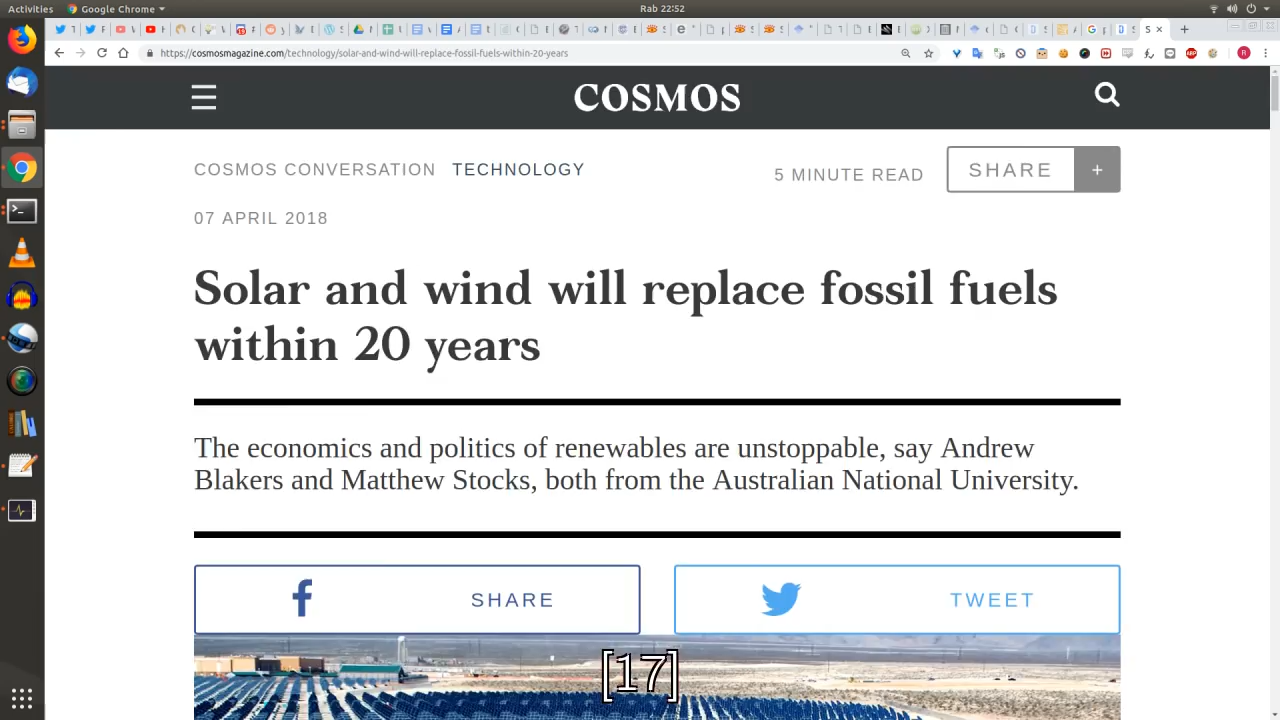 Activities
Google Chrome
Rab 22:52
https://cosmosmagazine.com/technology/solar-and-wind-will-replace-fossil-fuels-within-20-years
COSMOS
COSMOS CONVERSATION TECHNOLOGY
5 MINUTE READ
SHARE +
07 APRIL 2018
Solar and wind will replace fossil fuels
within 20 years
The economics and politics of renewables are unstoppable, say Andrew
Blakers and Matthew Stocks, both from the Australian National University.
SHARE
TWEET
[17]